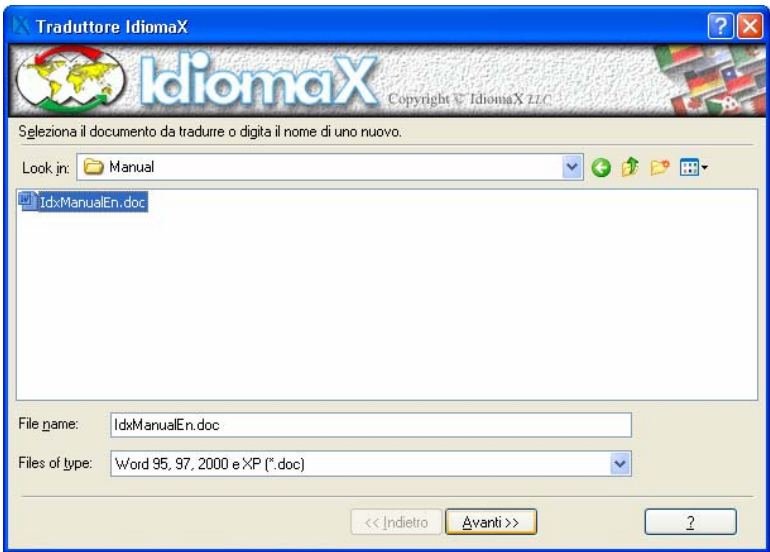 Traduttore IdiomaX
IdiomaX Copyright © IdiomaX LLC
Seleziona il documento da tradurre o digita il nome di uno nuovo.
Look in: Manual
IdxManualEn.doc
File name: IdxManualEn.doc
Files of type: Word 95, 97, 2000 e XP (*.doc)
<< Indietro Avanti >> ?